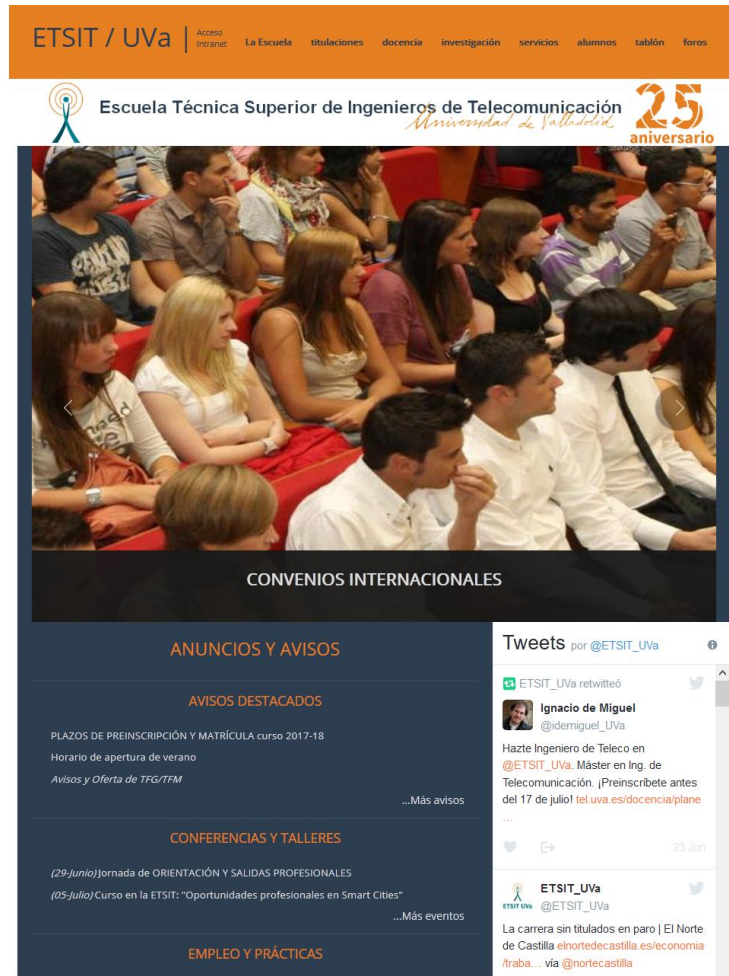 ETSIT / UVa | Acceso Intranet
La Escuela titulaciones docencia investigación servicios alumnos tablón foros
Escuela Técnica Superior de Ingenieros de Telecomunicación
Universidad de Valladolid
25
aniversario
CONVENIOS INTERNACIONALES
ANUNCIOS Y AVISOS
AVISOS DESTACADOS
PLAZOS DE PREINSCRIPCIÓN Y MATRÍCULA curso 2017-18
Horario de apertura de verano
Avisos y Oferta de TFG/TFM
...Más avisos
CONFERENCIAS Y TALLERES
(29-Junio) Jornada de ORIENTACIÓN Y SALIDAS PROFESIONALES
(05-Julio) Curso en la ETSIT: "Oportunidades profesionales en Smart Cities"
...Más eventos
EMPLEO Y PRÁCTICAS
Tweets por @ETSIT_UVa
ETSIT_UVa retwitteó
Ignacio de Miguel
@idemiguel_UVa
Hazte Ingeniero de Teleco en
@ETSIT_UVa. Máster en Ing. de
Telecomunicación. ¡Preinscríbete antes
del 17 de julio! tel.uva.es/docencia/plane
…
23 Jun
ETSIT_UVa
ETSIT UVa
@ETSIT_UVa
La carrera sin titulados en paro | El Norte
de Castilla elnortedecastilla.es/economia
/traba… vía @nortecastilla